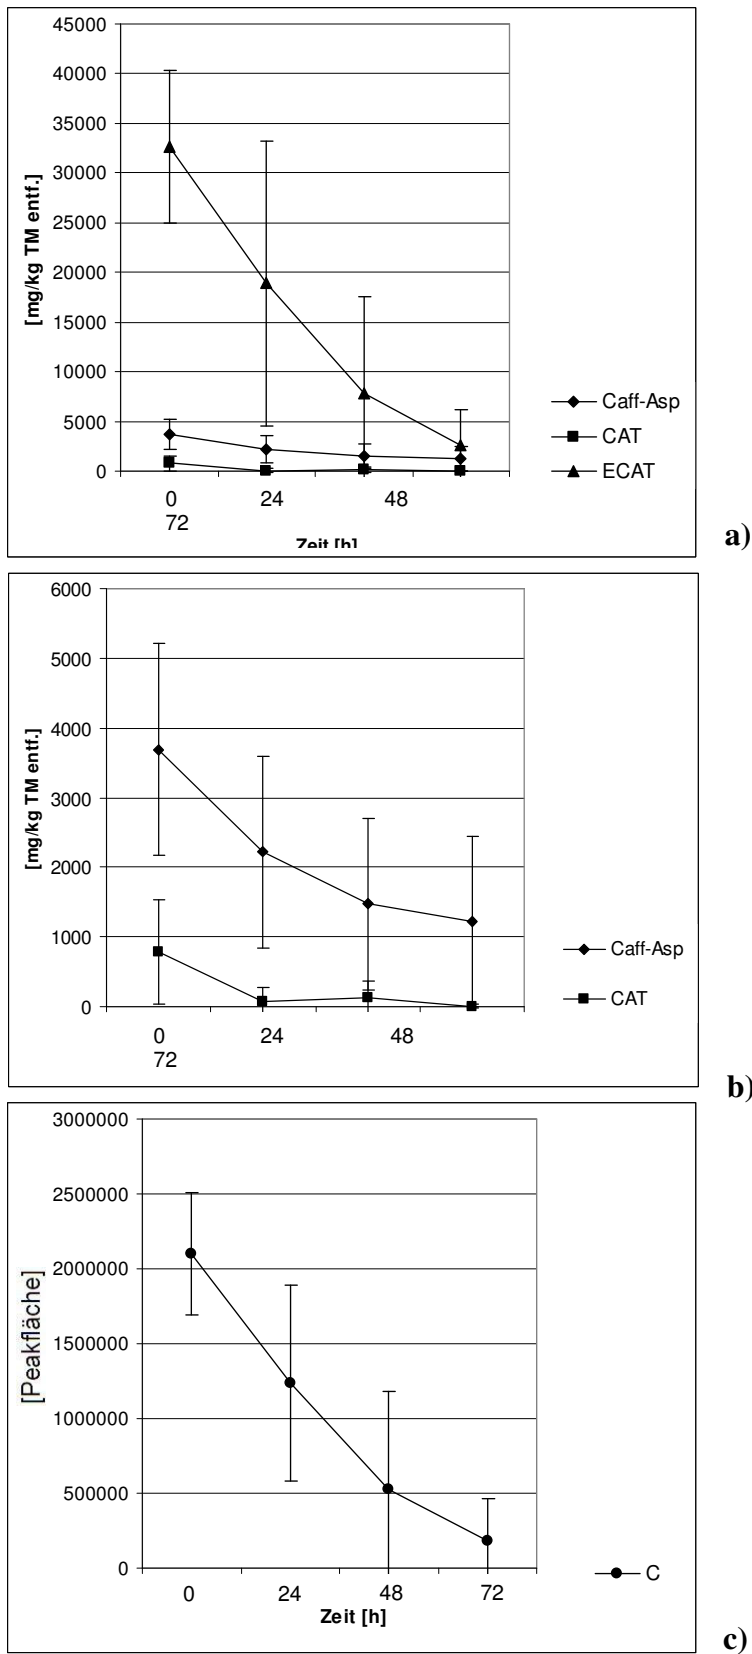 45000
40000
35000
30000
25000
20000
15000
10000
5000
0
[mg/kg TM entf.]
0 24 48
72
Zeit [h]
Caff-Asp
CAT
ECAT
a)
6000
5000
4000
3000
2000
1000
0
[mg/kg TM entf.]
0 24 48
72
Caff-Asp
CAT
b)
3000000
2500000
2000000
1500000
1000000
500000
0
[Peakfläche]
0 24 48 72
Zeit [h]
C
c)